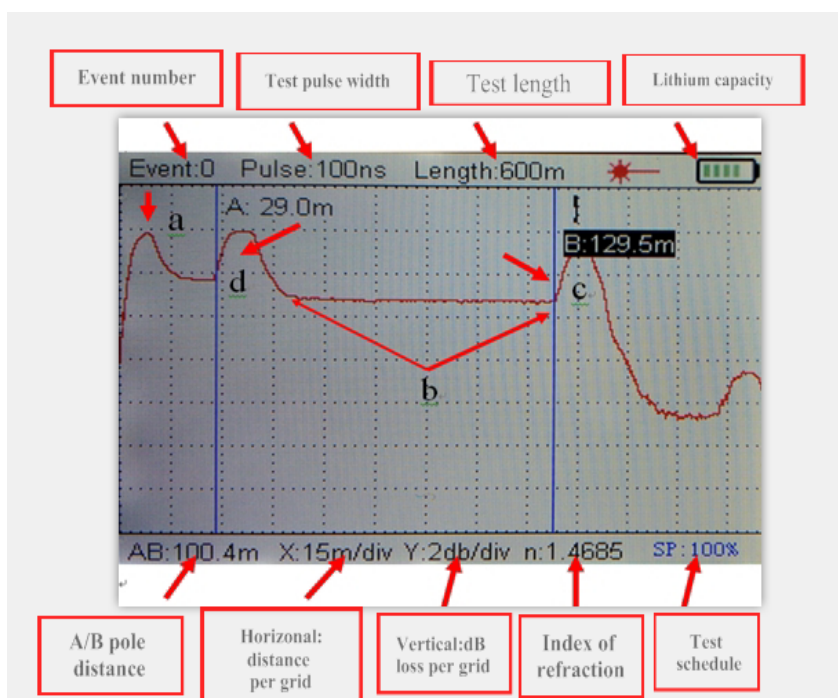 Event number
Test pulse width
Test length
Lithium capacity
Event:0 Pulse:100ns Length:600m
A: 29.0m
a
B:129.5m
d
c
b
AB:100.4m X:15m/div Y:2db/div n:1.4685 SP:100%
A/B pole
distance
Horizonal:
distance
per grid
Vertical:dB
loss per grid
Index of
refraction
Test
schedule